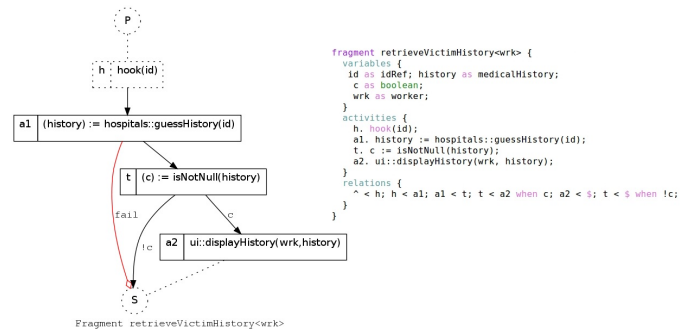 P
h hook(id)
a1 (history) := hospitals::guessHistory(id)
t (c) := isNotNull(history)
fail
c
!c
a2 ui::displayHistory(wrk,history)
S
Fragment retrieveVictimHistory<wrk>
fragment retrieveVictimHistory<wrk> {
variables {
id as idRef; history as medicalHistory;
c as boolean;
wrk as worker;
}
activities {
h. hook(id);
a1. history := hospitals::guessHistory(id);
t. c := isNotNull(history);
a2. ui::displayHistory(wrk, history);
}
relations {
^ < h; h < a1; a1 < t; t < a2 when c; a2 < $; t < $ when !c;
}
}